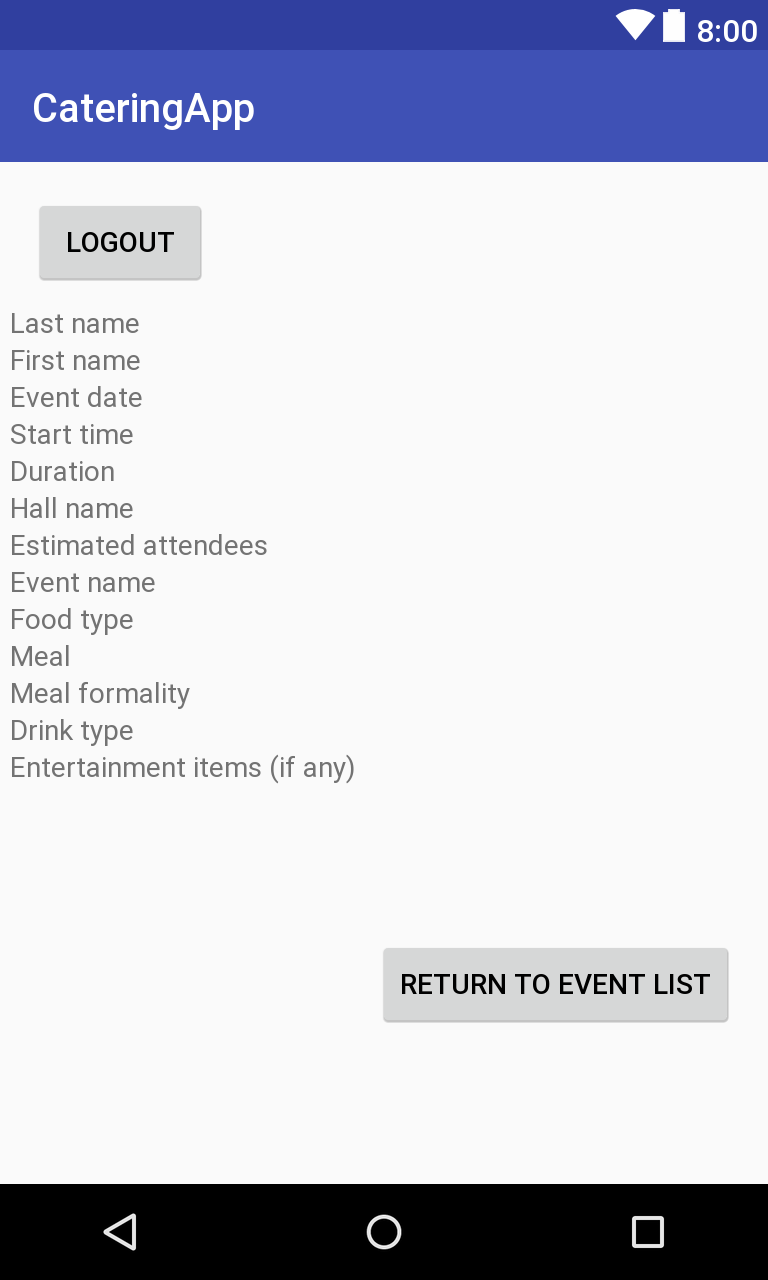 8:00
CateringApp
LOGOUT
Last name
First name
Event date
Start time
Duration
Hall name
Estimated attendees
Event name
Food type
Meal
Meal formality
Drink type
Entertainment items (if any)
RETURN TO EVENT LIST